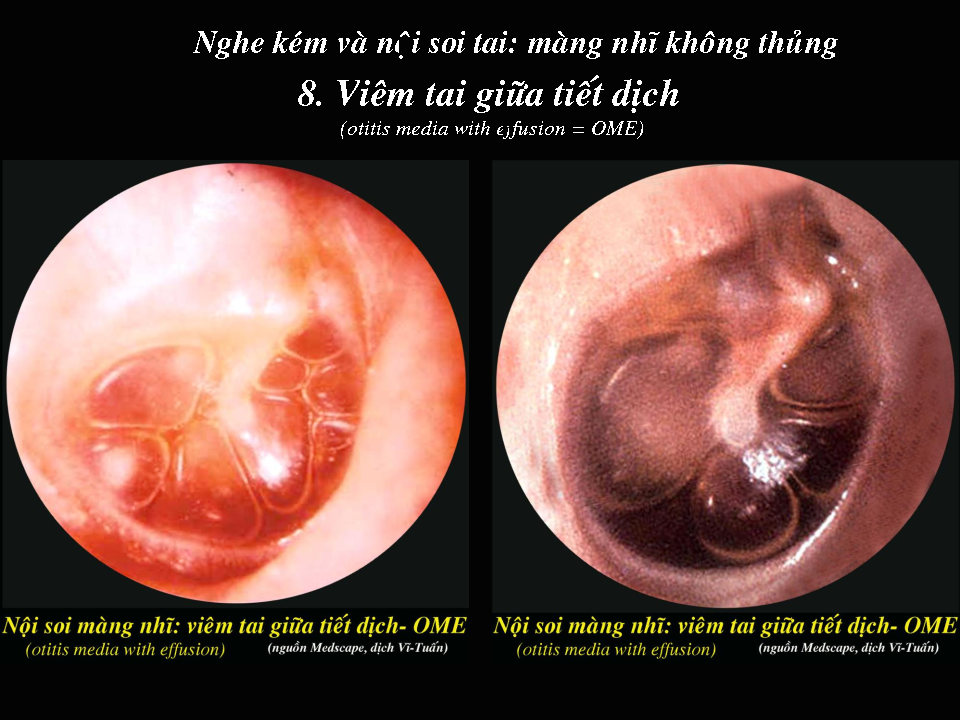 Nghe kém và nội soi tai: màng nhĩ không thủng
8. Viêm tai giữa tiết dịch
(otitis media with effusion = OME)
Nội soi màng nhĩ: viêm tai giữa tiết dịch- OME
(otitis media with effusion) (nguồn Medscape, dịch Vĩ-Tuấn)
Nội soi màng nhĩ: viêm tai giữa tiết dịch- OME
(otitis media with effusion) (nguồn Medscape, dịch Vĩ-Tuấn)